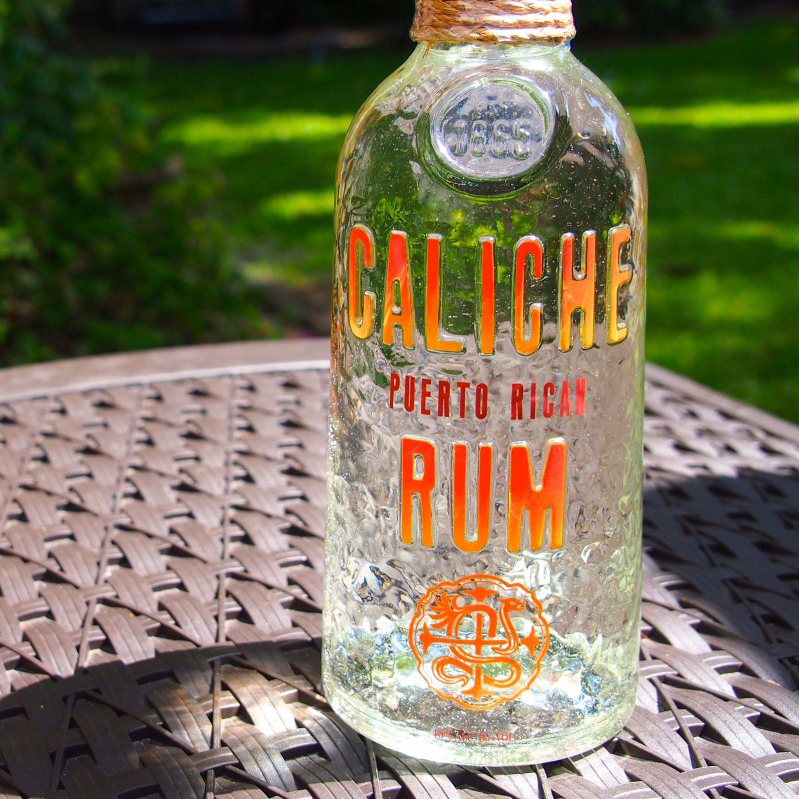 1865
CALICHE
PUERTO RICAN
RUM